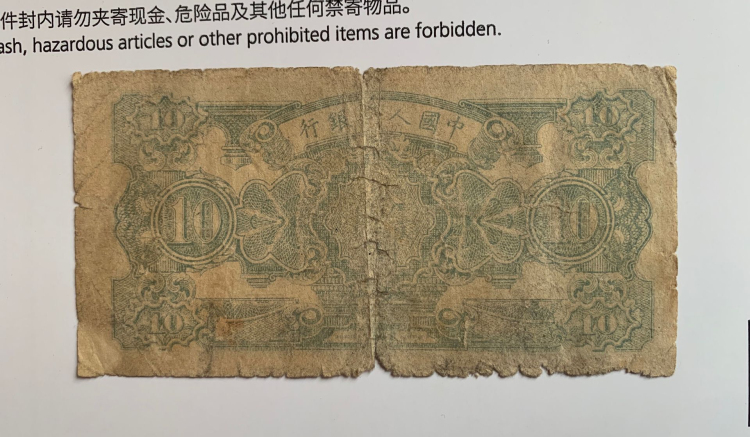 件封内请勿夹寄现金、危险品及其他任何禁寄物品。
ash, hazardous articles or other prohibited items are forbidden.
10 10
行銀人國中
10 10
10 10